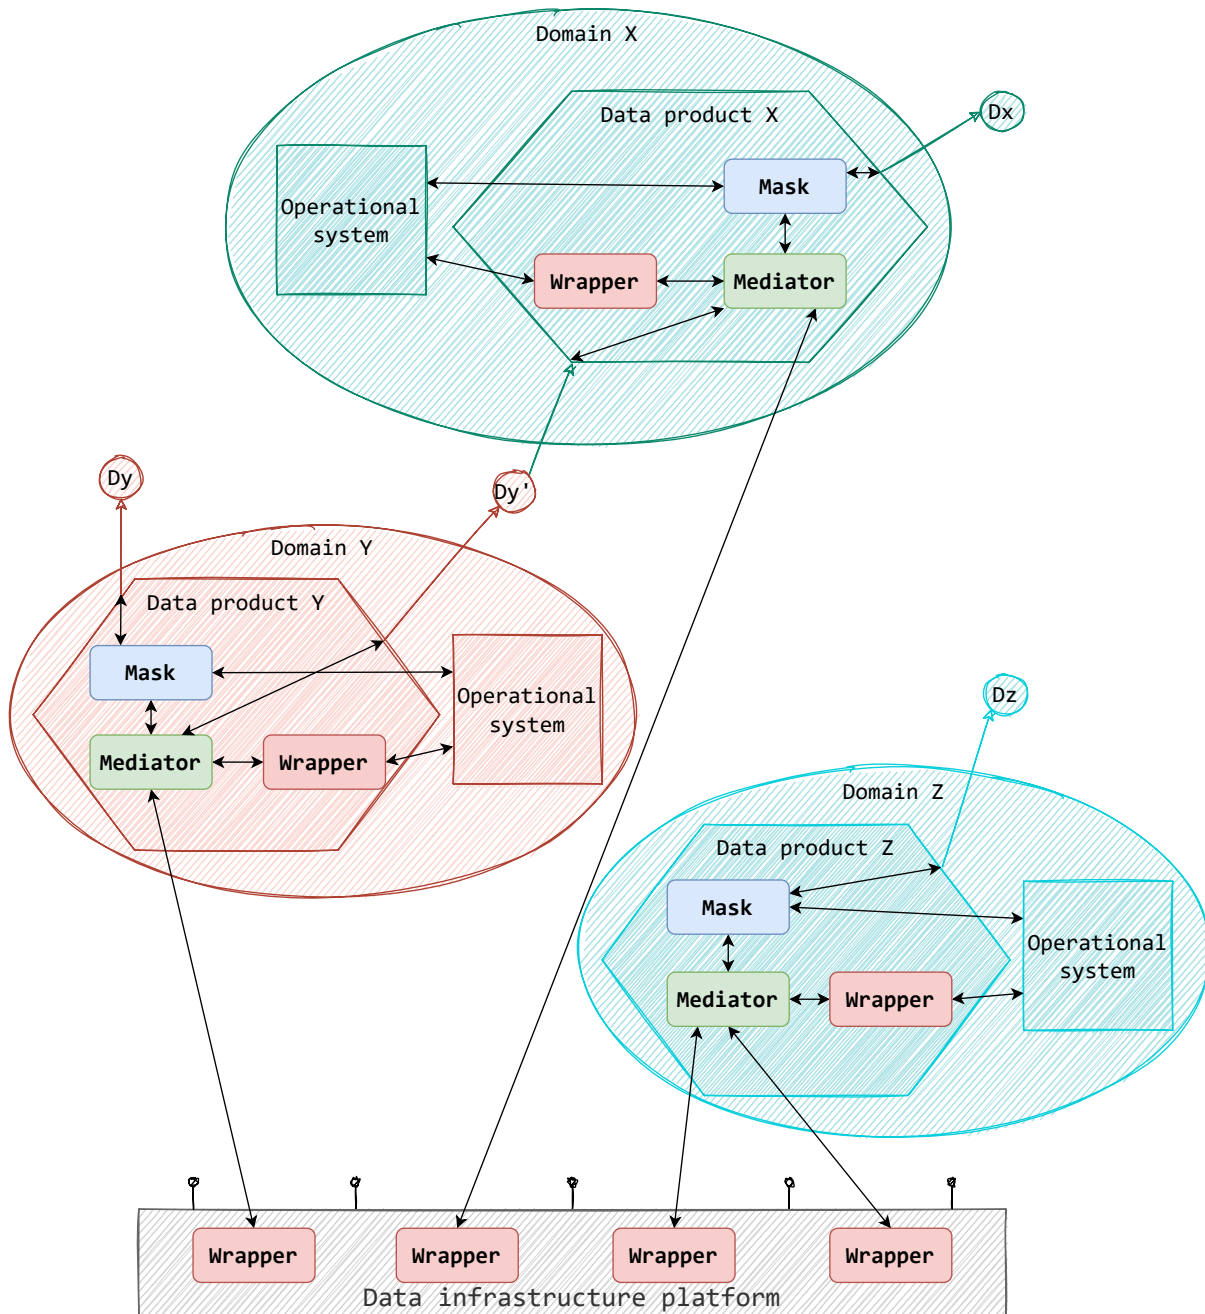 Domain X
Data product X
Dx
Mask
Operational
system
Wrapper
Mediator
Dy
Dy'
Domain Y
Data product Y
Mask
Operational
system
Mediator
Wrapper
Dz
Domain Z
Data product Z
Mask
Operational
system
Mediator
Wrapper
Wrapper
Wrapper
Wrapper
Wrapper
Data infrastructure platform